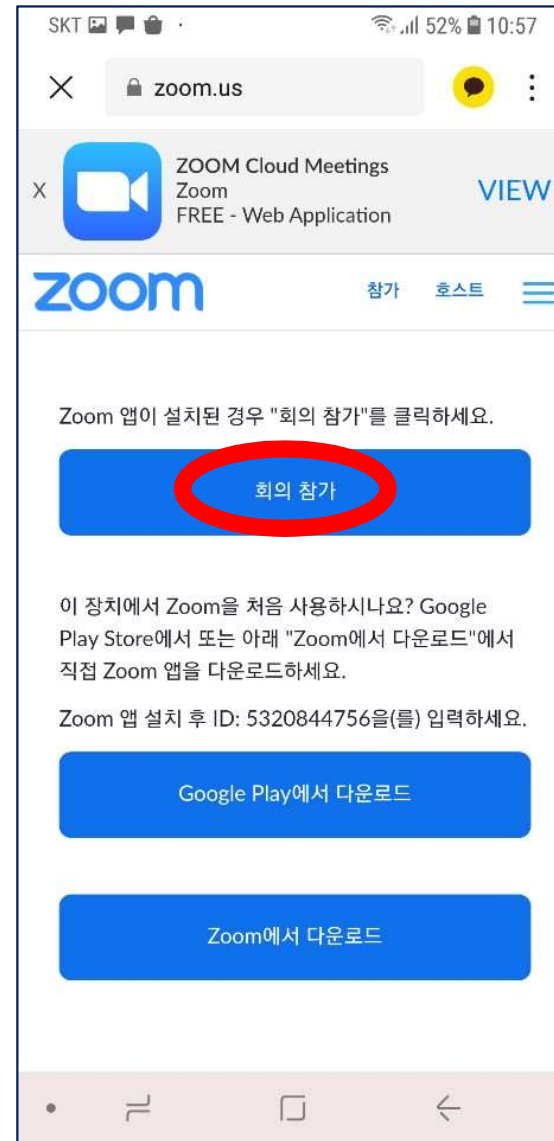 SKT 52% 10:57
zoom.us
ZOOM Cloud Meetings
X Zoom VIEW
FREE - Web Application
zoom 참가 호스트
Zoom 앱이 설치된 경우 "회의 참가"를 클릭하세요.
회의 참가
이 장치에서 Zoom을 처음 사용하시나요? Google
Play Store에서 또는 아래 "Zoom에서 다운로드"에서
직접 Zoom 앱을 다운로드하세요.
Zoom 앱 설치 후 ID: 5320844756을(를) 입력하세요.
Google Play에서 다운로드
Zoom에서 다운로드